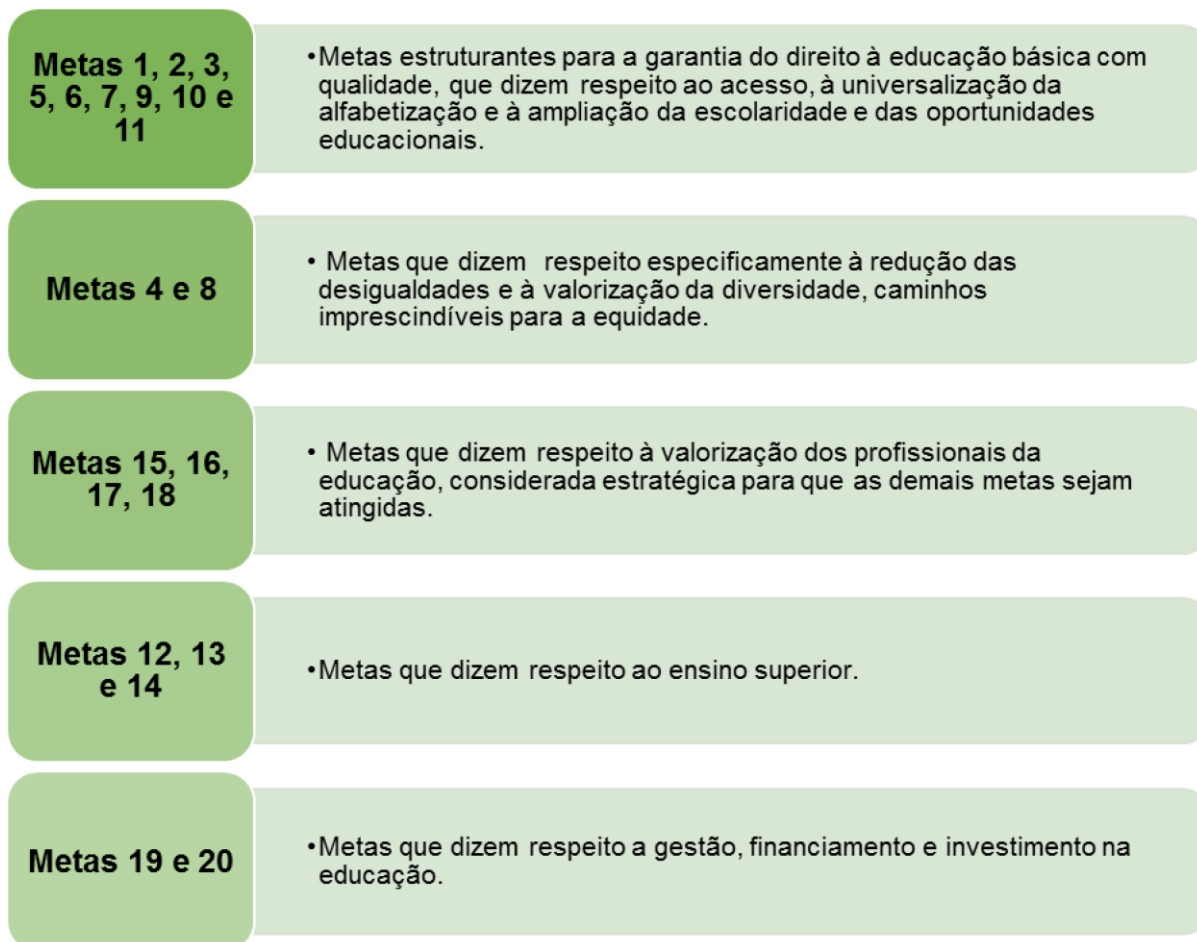 Metas 1, 2, 3,
5, 6, 7, 9, 10 e
11
•Metas estruturantes para a garantia do direito à educação básica com
qualidade, que dizem respeito ao acesso, à universalização da
alfabetização e à ampliação da escolaridade e das oportunidades
educacionais.
Metas 4 e 8
• Metas que dizem respeito especificamente à redução das
desigualdades e à valorização da diversidade, caminhos
imprescindíveis para a equidade.
Metas 15, 16,
17, 18
• Metas que dizem respeito à valorização dos profissionais da
educação, considerada estratégica para que as demais metas sejam
atingidas.
Metas 12, 13
e 14
•Metas que dizem respeito ao ensino superior.
Metas 19 e 20
•Metas que dizem respeito a gestão, financiamento e investimento na
educação.